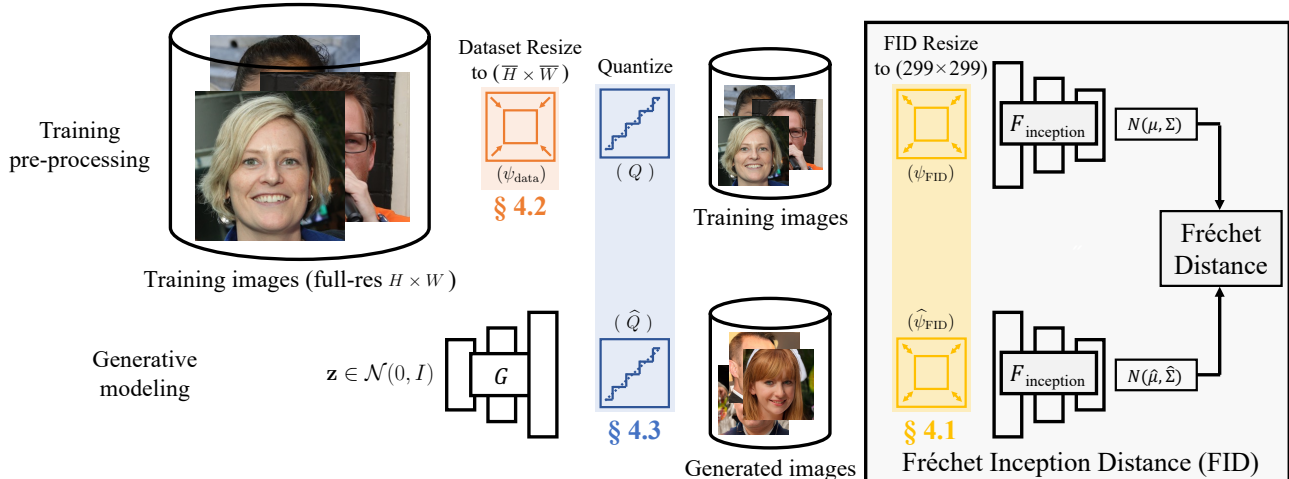 Training
pre-processing
Training images (full-res H × W)
Dataset Resize
to (H̅ × W̅)
(ψdata)
§ 4.2
Quantize
( Q )
Training images
FID Resize
to (299×299)
(ψFID)
Finception
N(μ, Σ)
Fréchet
Distance
Generative
modeling
z ∈ 𝒩(0, I)
G
( Q̂ )
§ 4.3
Generated images
(ψ̂FID)
§ 4.1
Finception
N(μ̂, Σ̂)
Fréchet Inception Distance (FID)